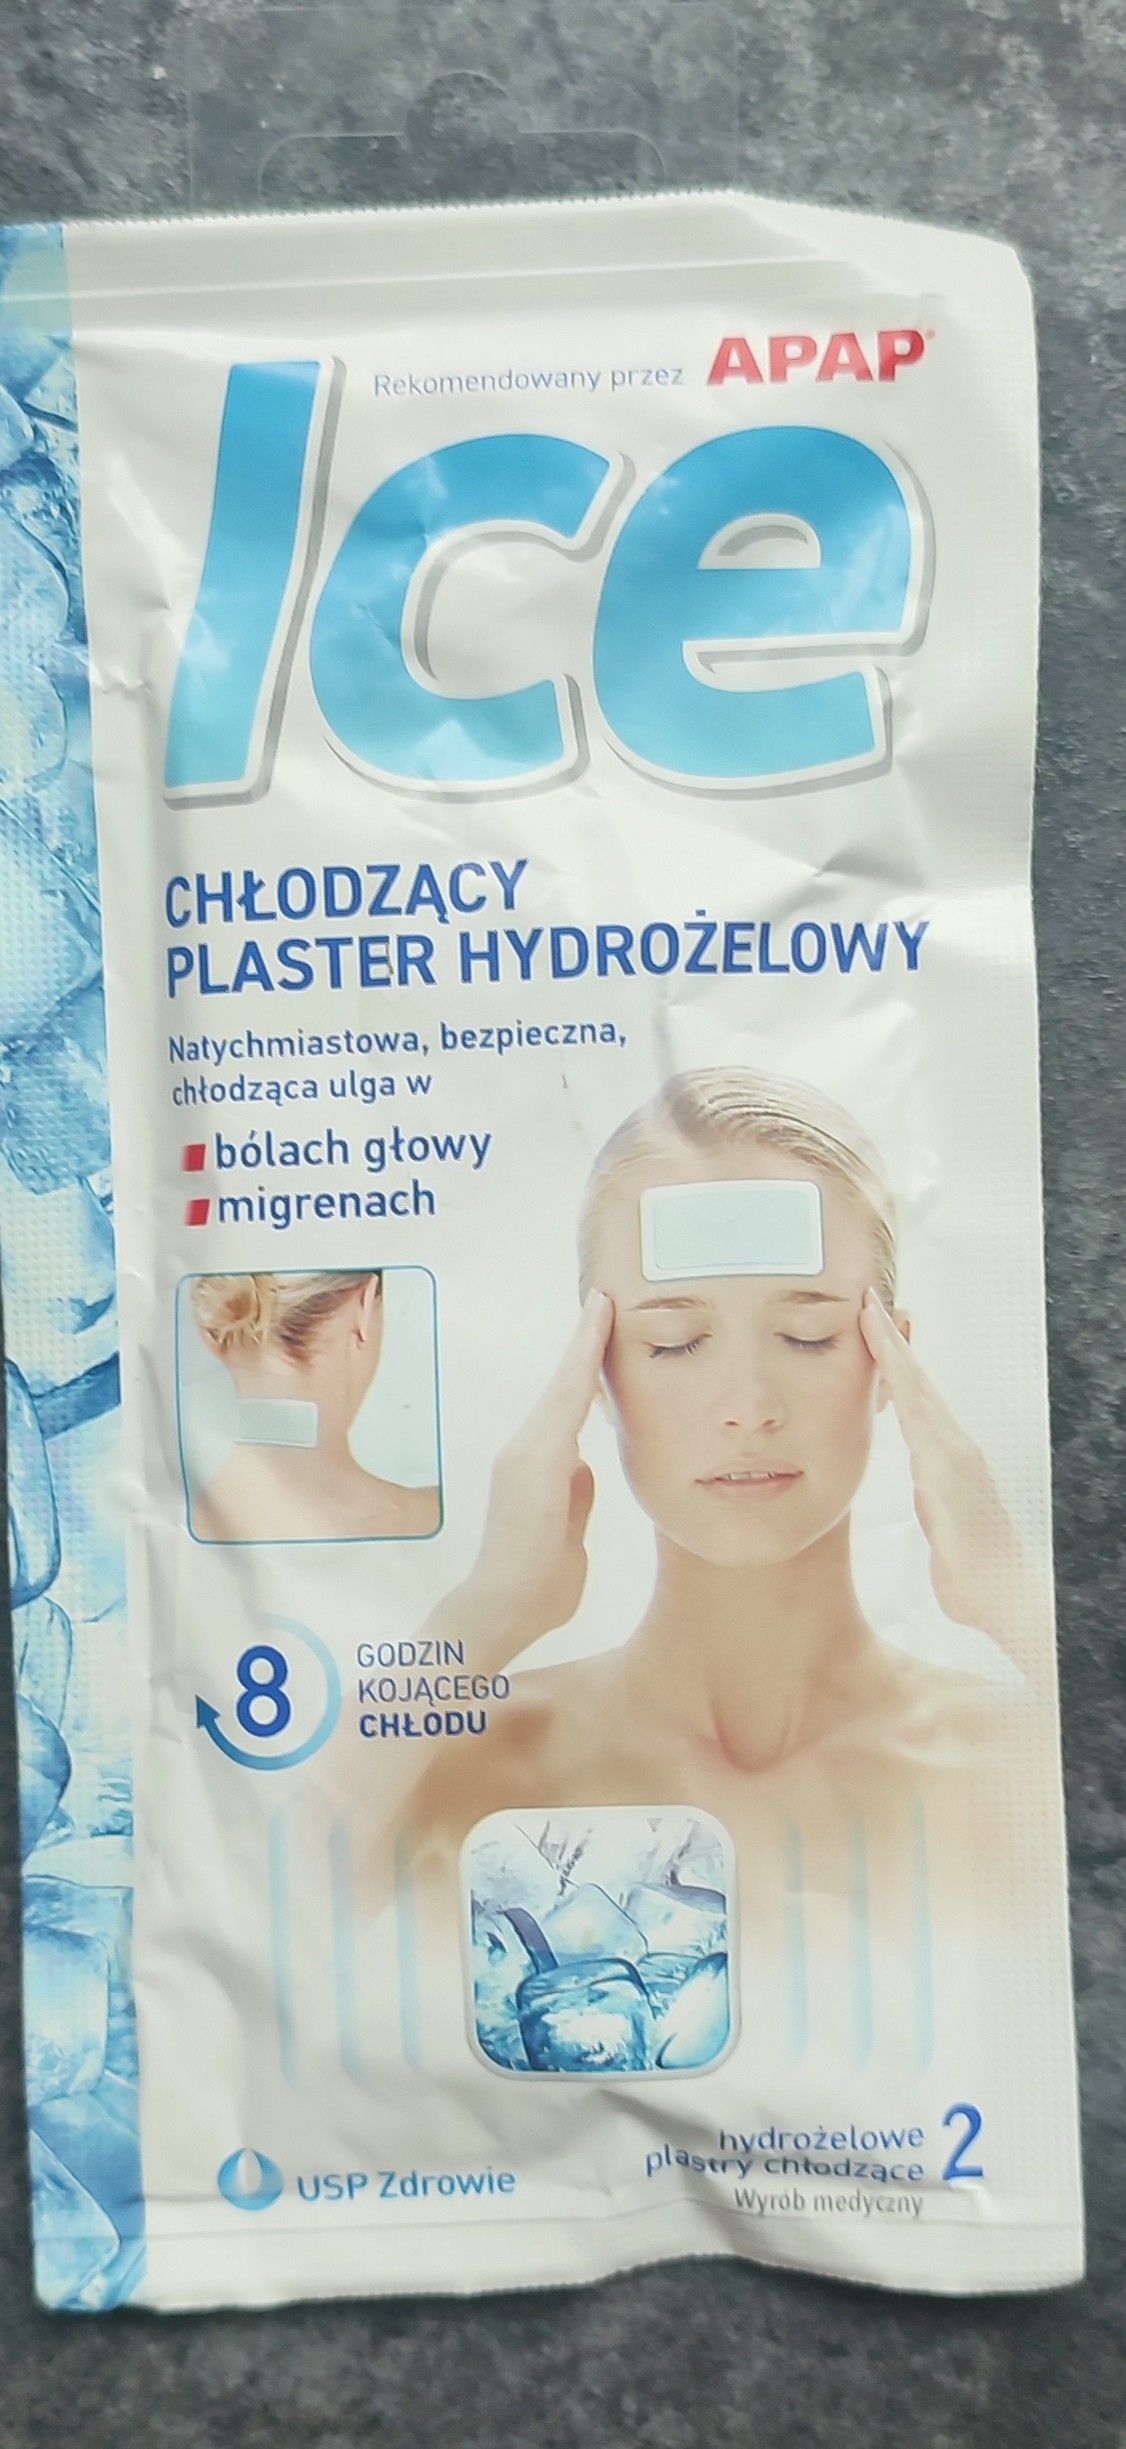 Rekomendowany przez APAP®
Ice
CHŁODZĄCY
PLASTER HYDROŻELOWY
Natychmiastowa, bezpieczna,
chłodząca ulga w
bólach głowy
migrenach
8 GODZIN
KOJĄCEGO
CHŁODU
USP Zdrowie
hydrożelowe
plastry chłodzące 2
Wyrób medyczny